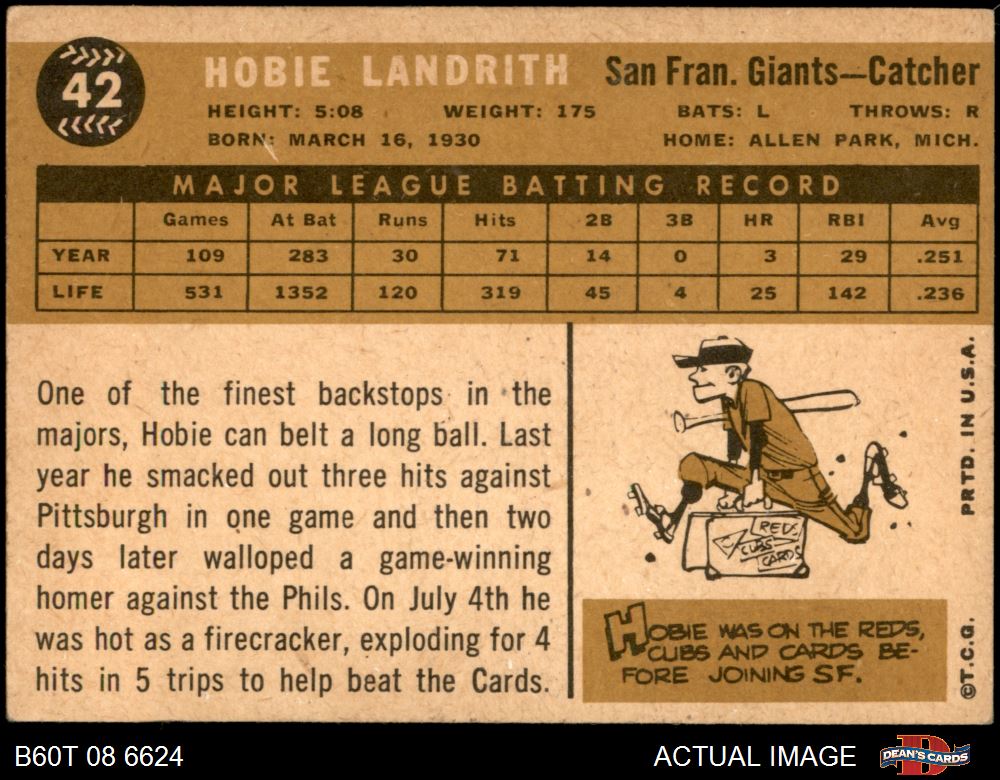 42
HOBIE LANDRITH San Fran. Giants—Catcher
HEIGHT: 5:08 WEIGHT: 175 BATS: L THROWS: R
BORN: MARCH 16, 1930 HOME: ALLEN PARK, MICH.
MAJOR LEAGUE BATTING RECORD
Games At Bat Runs Hits 2B 3B HR RBI Avg
YEAR 109 283 30 71 14 0 3 29 .251
LIFE 531 1352 120 319 45 4 25 142 .236
One of the finest backstops in the
majors, Hobie can belt a long ball. Last
year he smacked out three hits against
Pittsburgh in one game and then two
days later walloped a game-winning
homer against the Phils. On July 4th he
was hot as a firecracker, exploding for 4
hits in 5 trips to help beat the Cards.
REDS
CUBS
CARDS
HOBIE WAS ON THE REDS,
CUBS AND CARDS BE-
FORE JOINING SF.
©T.C.G. PRTD. IN U.S.A.
B60T 08 6624 ACTUAL IMAGE DEAN'S CARDS